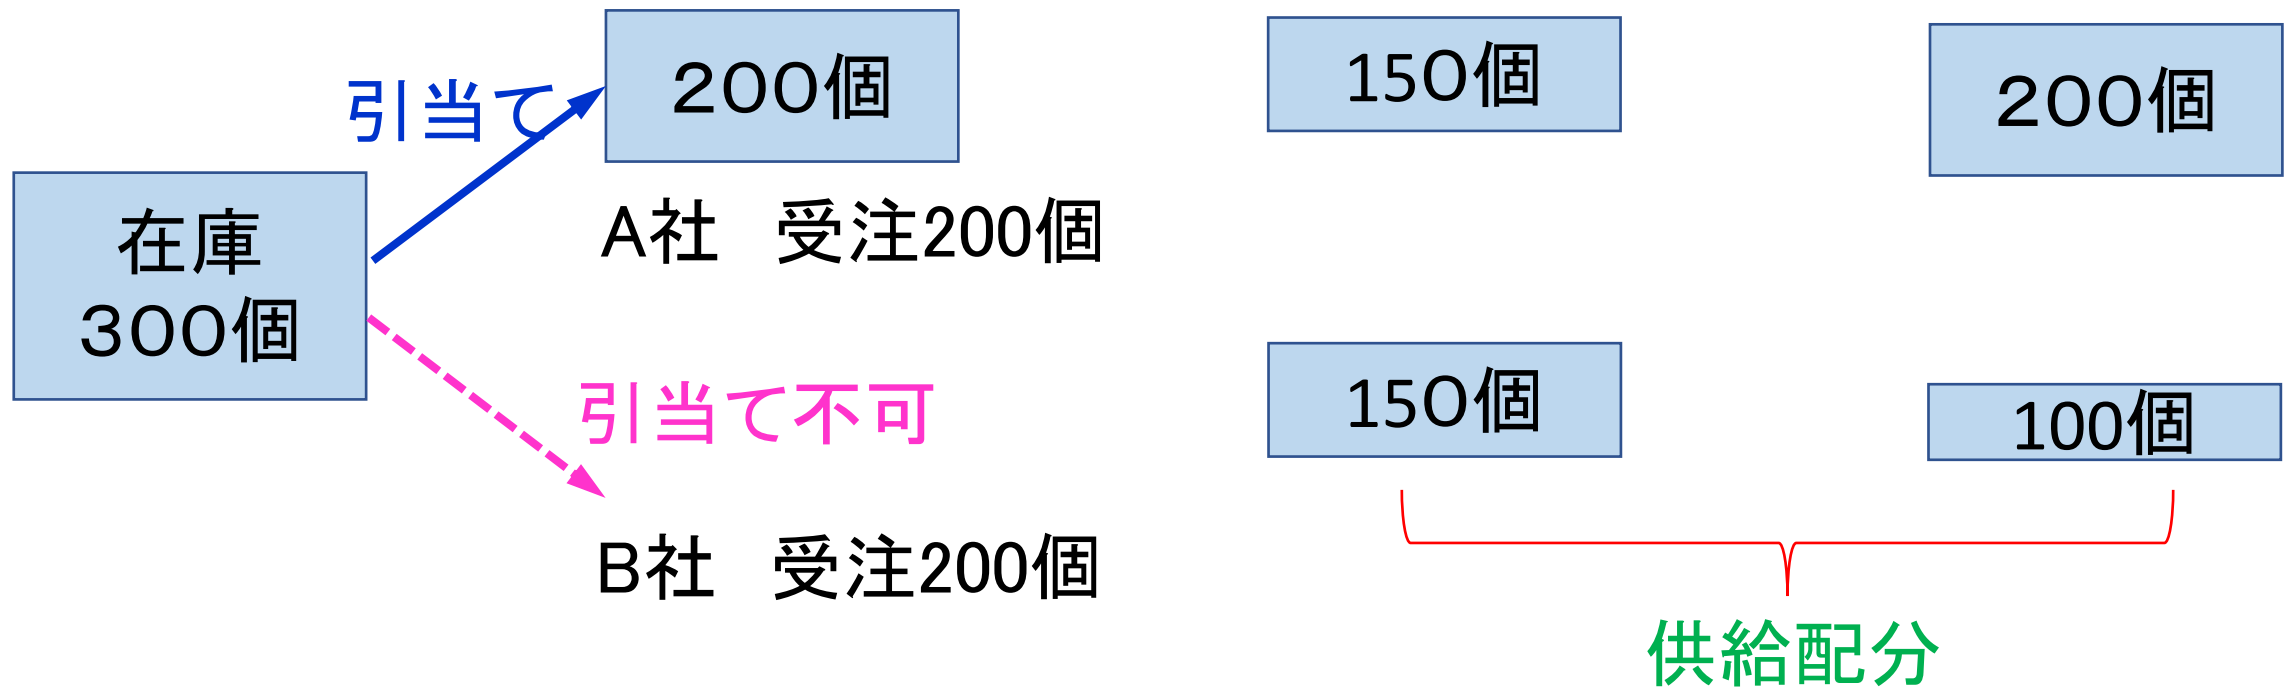 引当て
２００個
150個
２００個
在庫
３００個
A社　受注200個
引当て不可
150個
100個
B社　受注200個
供給配分